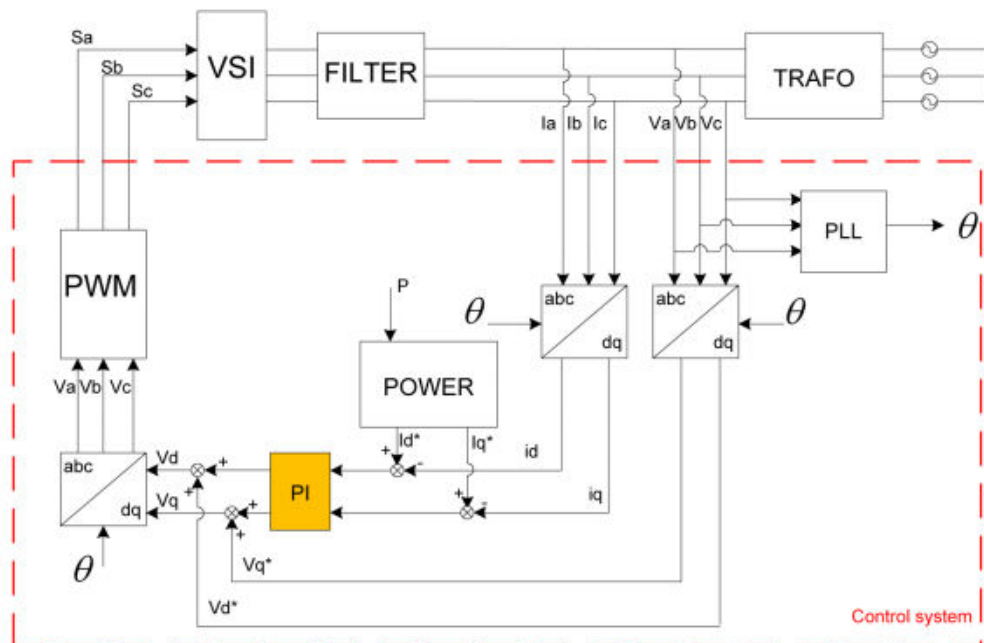 Sa
Sb
Sc
VSI
FILTER
TRAFO
Ia Ib Ic
Va Vb Vc
PLL
θ
PWM
P
abc
dq
θ
abc
dq
θ
POWER
Va Vb Vc
Id*
Iq*
+
-
id
abc
dq
Vd
+
+
PI
+
-
iq
Vq
+
+
θ
Vq*
Vd*
Control system